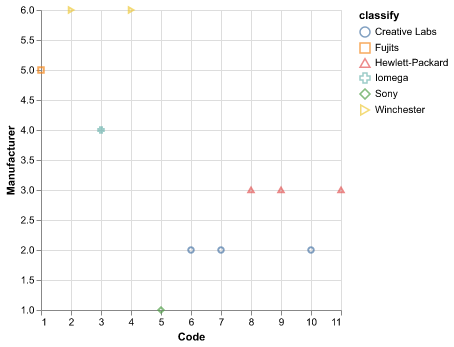 6.0
5.5
5.0
4.5
4.0
3.5
3.0
2.5
2.0
1.5
1.0
Manufacturer
1 2 3 4 5 6 7 8 9 10 11
Code
classify
Creative Labs
Fujits
Hewlett-Packard
Iomega
Sony
Winchester